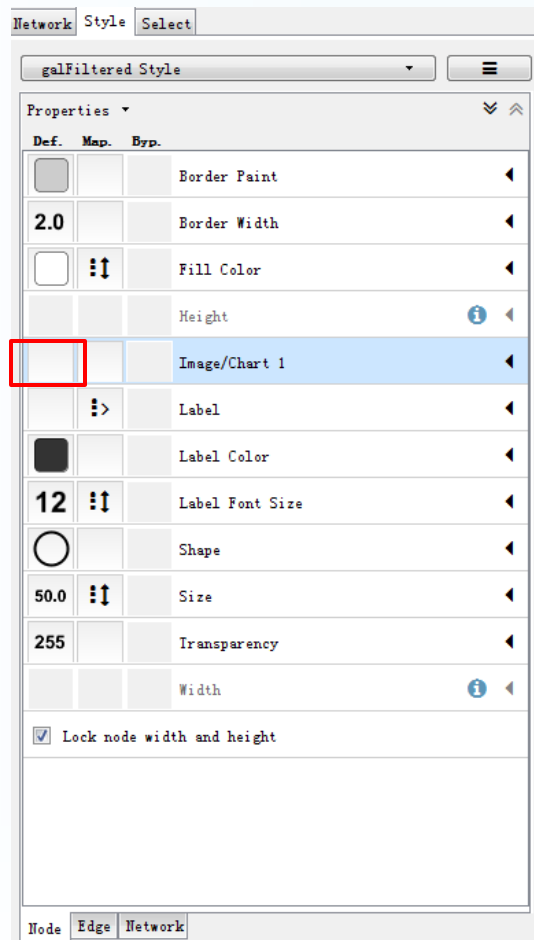 Network Style Select
galFiltered Style
Properties
Def. Map. Byp.
Border Paint
2.0 Border Width
Fill Color
Height
Image/Chart 1
Label
Label Color
12 Label Font Size
Shape
50.0 Size
255 Transparency
Width
Lock node width and height
Node Edge Network